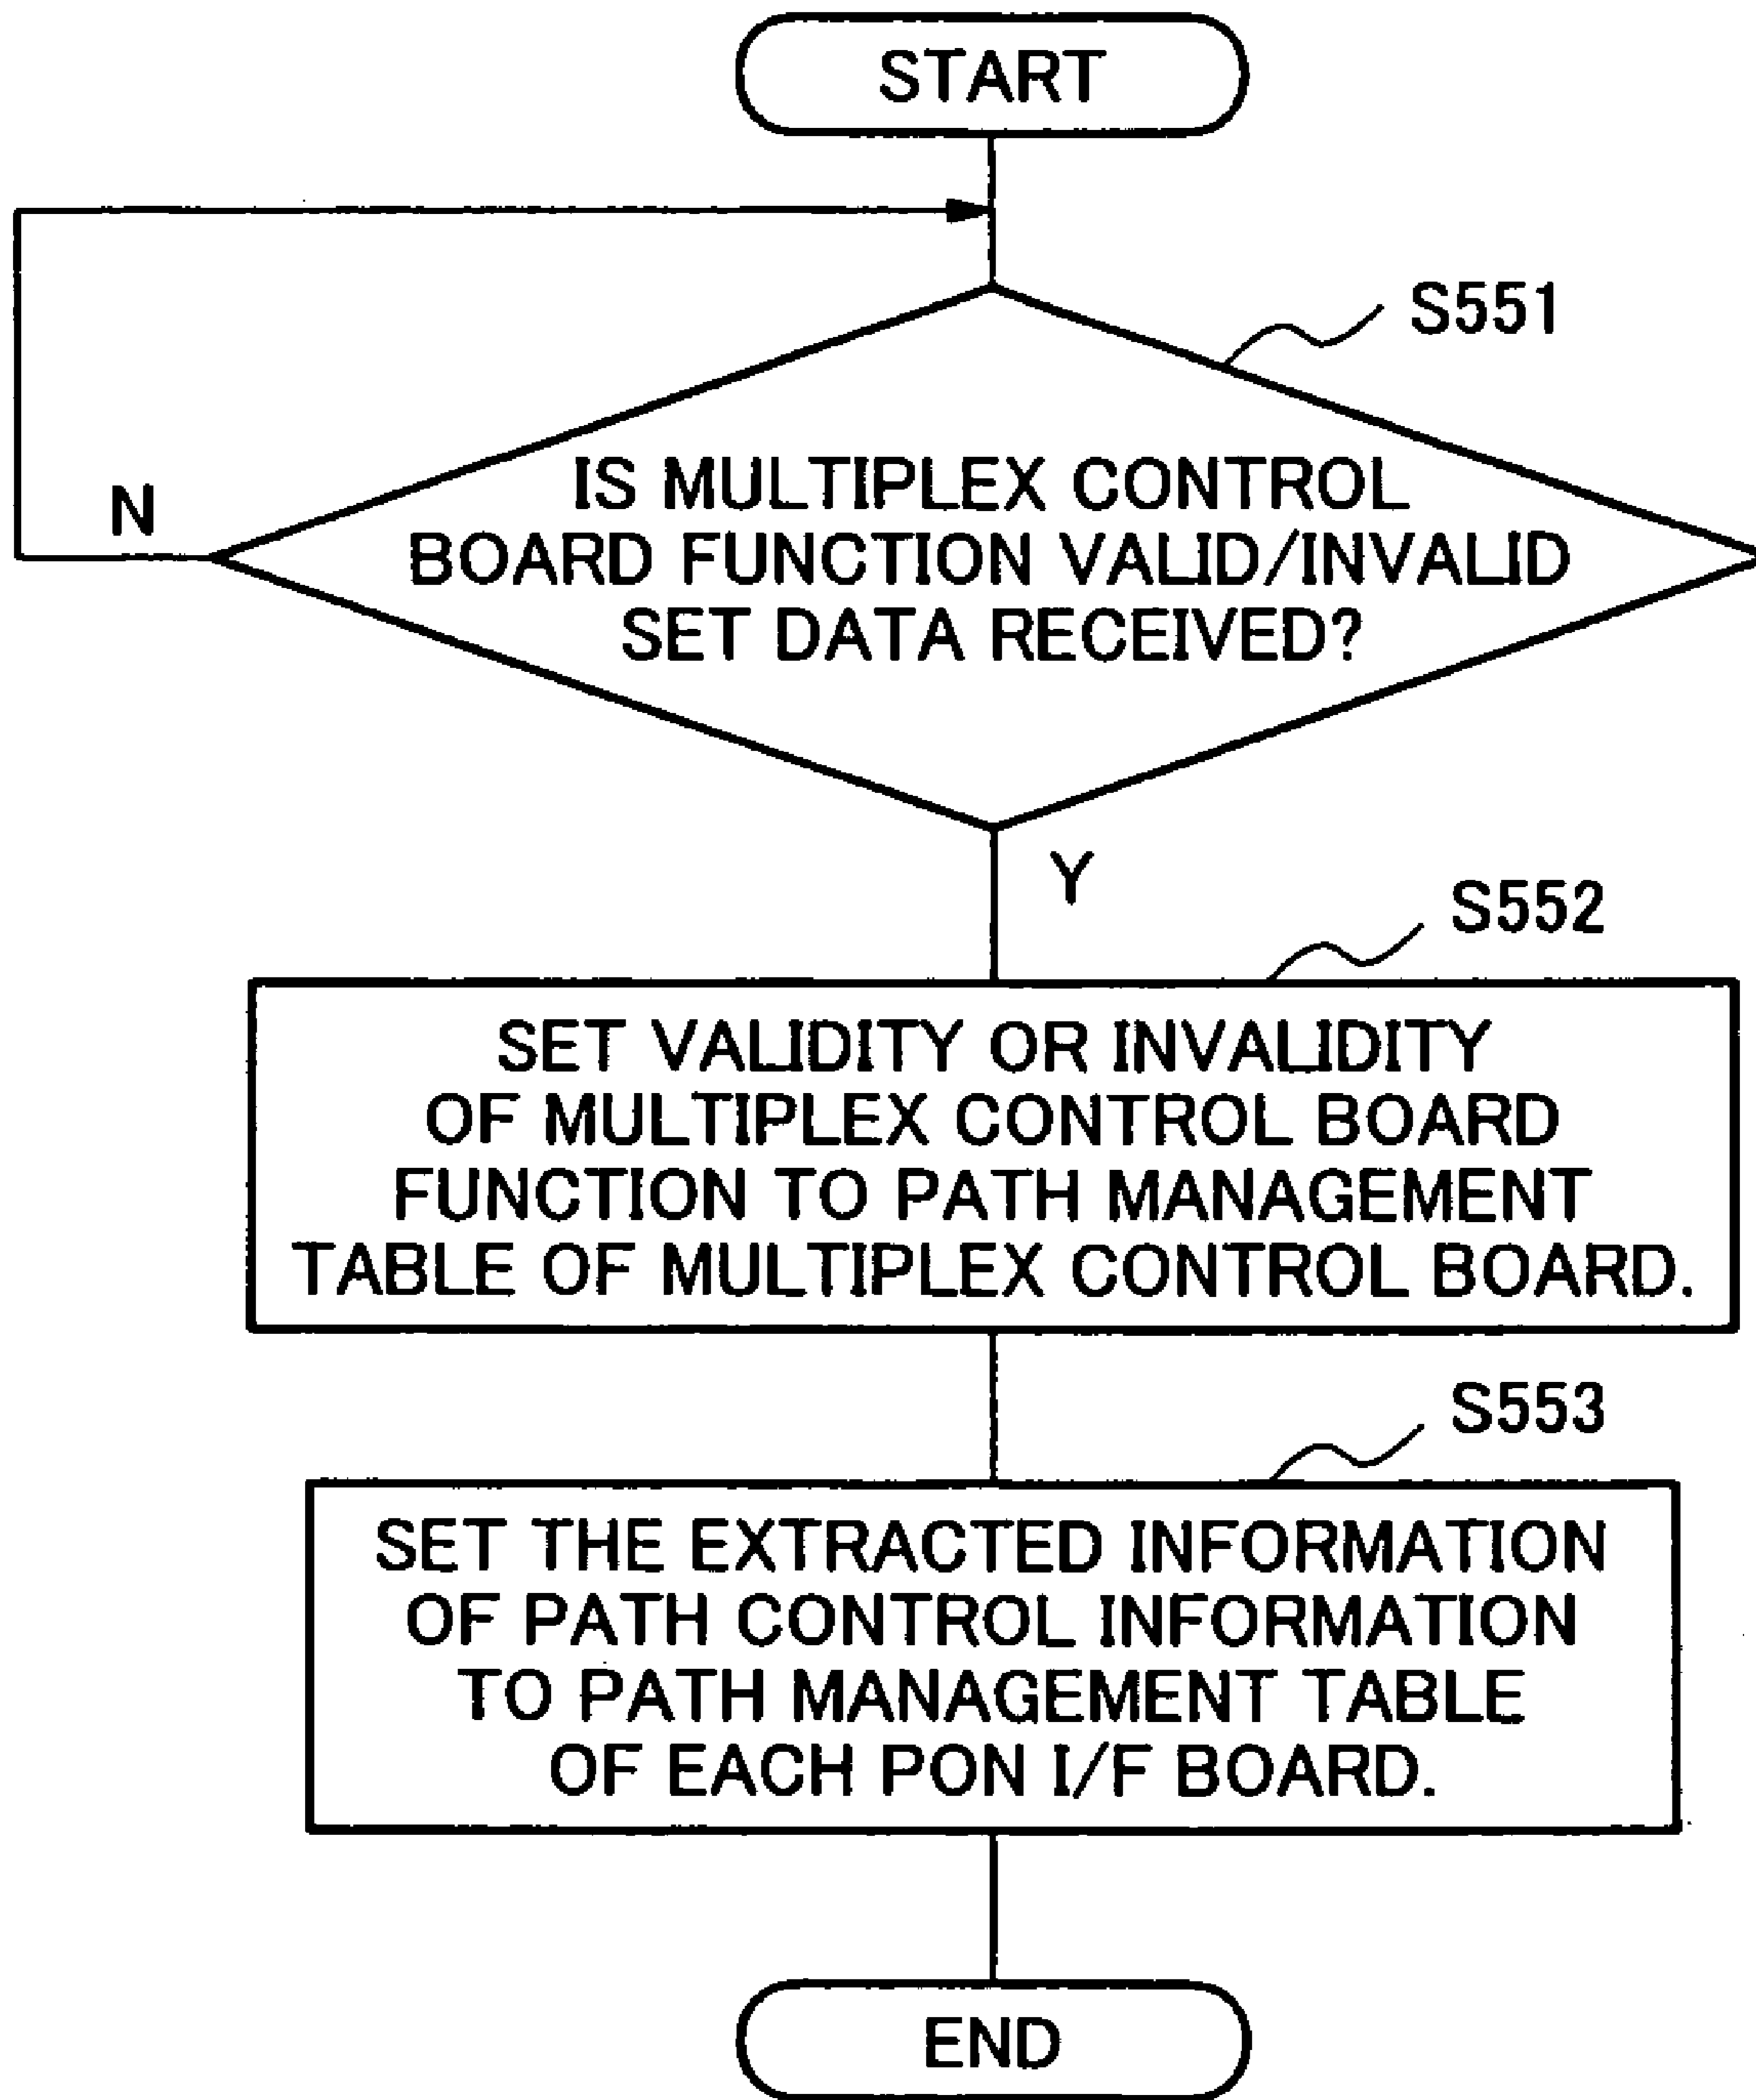 START
S551
IS MULTIPLEX CONTROL
BOARD FUNCTION VALID/INVALID
SET DATA RECEIVED?
N
Y
S552
SET VALIDITY OR INVALIDITY
OF MULTIPLEX CONTROL BOARD
FUNCTION TO PATH MANAGEMENT
TABLE OF MULTIPLEX CONTROL BOARD.
S553
SET THE EXTRACTED INFORMATION
OF PATH CONTROL INFORMATION
TO PATH MANAGEMENT TABLE
OF EACH PON I/F BOARD.
END